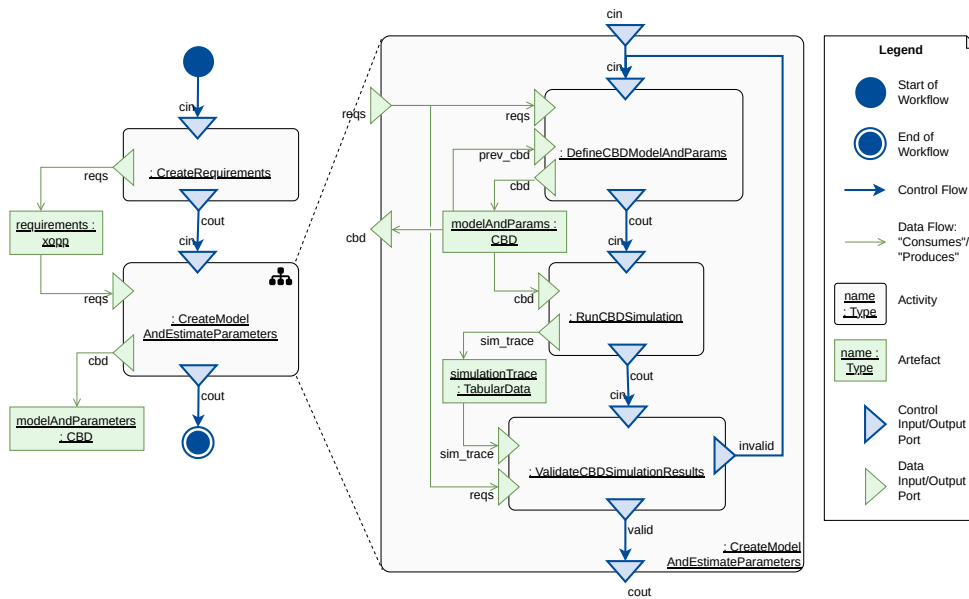 cin
reqs
: CreateRequirements
cout
requirements :
xopp
cin
reqs
: CreateModel
AndEstimateParameters
cbd
cout
modelAndParameters
: CBD
cin
cin
reqs
reqs
prev_cbd
: DefineCBDModelAndParams
cbd
cout
modelAndParams :
CBD
cbd
cin
cbd
: RunCBDSimulation
sim_trace
cout
simulationTrace
: TabularData
cin
invalid
sim_trace
: ValidateCBDSimulationResults
reqs
valid
: CreateModel
AndEstimateParameters
cout
Legend
Start of
Workflow
End of
Workflow
Control Flow
Data Flow:
"Consumes"/
"Produces"
name
: Type
Activity
name :
Type
Artefact
Control
Input/Output
Port
Data
Input/Output
Port